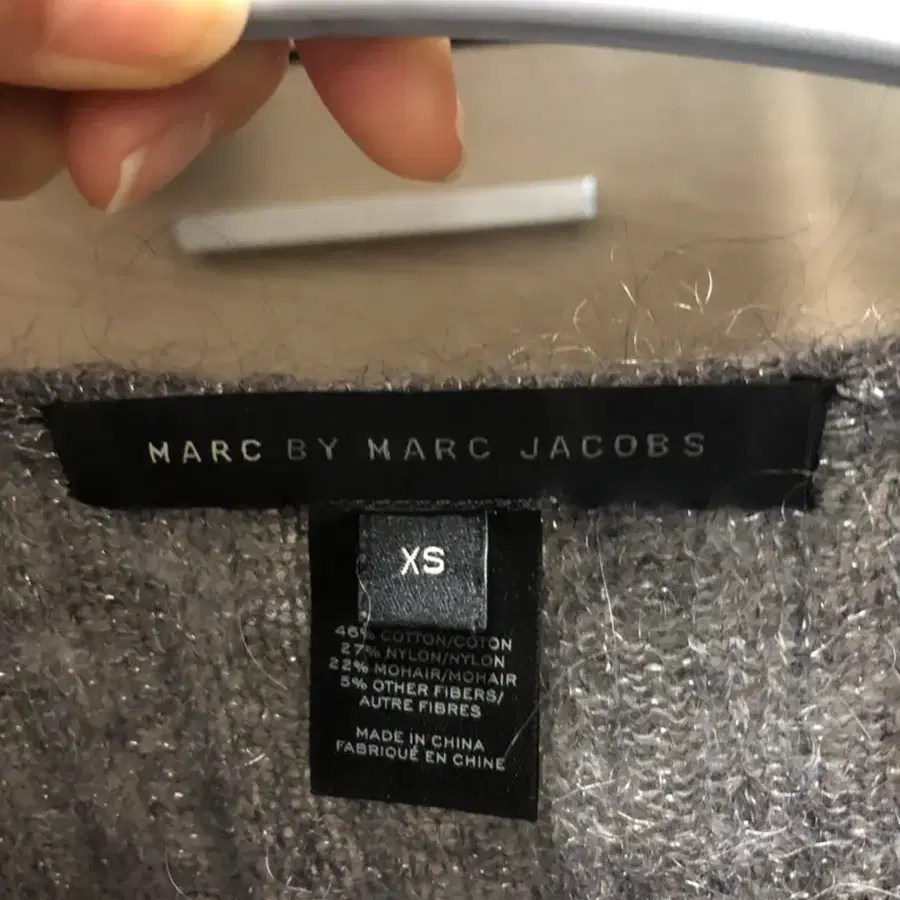 MARC BY MARC JACOBS
XS
46% COTTON/COTON
27% NYLON/NYLON
22% MOHAIR/MOHAIR
5% OTHER FIBERS/
AUTRE FIBRES
MADE IN CHINA
FABRIQUÉ EN CHINE